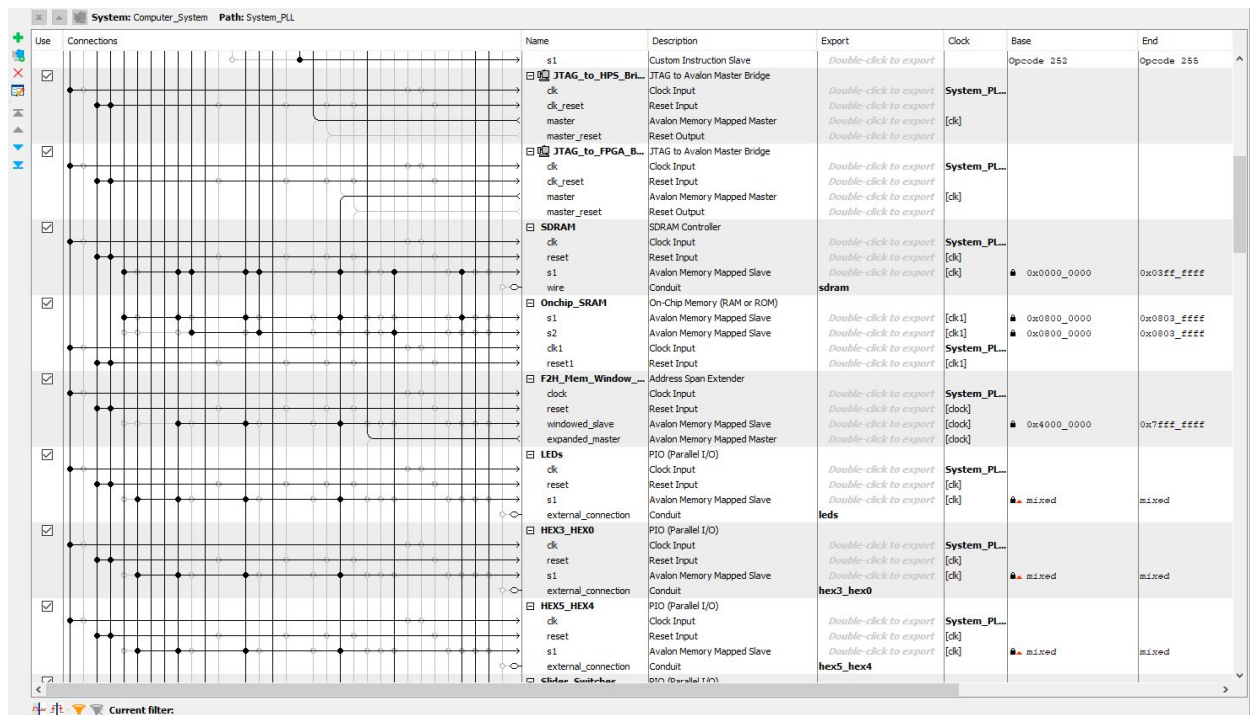 System: Computer_System Path: System_PLL
Use Connections Name Description Export Clock Base End
s1 Custom Instruction Slave Double-click to export Opcode 252 Opcode 255
JTAG_to_HPS_Bri... JTAG to Avalon Master Bridge
clk Clock Input Double-click to export System_PL...
clk_reset Reset Input Double-click to export
master Avalon Memory Mapped Master Double-click to export [clk]
master_reset Reset Output Double-click to export
JTAG_to_FPGA_B... JTAG to Avalon Master Bridge
clk Clock Input Double-click to export System_PL...
clk_reset Reset Input Double-click to export
master Avalon Memory Mapped Master Double-click to export [clk]
master_reset Reset Output Double-click to export
SDRAM SDRAM Controller
clk Clock Input Double-click to export System_PL...
reset Reset Input Double-click to export [clk]
s1 Avalon Memory Mapped Slave Double-click to export [clk] 0x0000_0000 0x03ff_ffff
wire Conduit sdram
Onchip_SRAM On-Chip Memory (RAM or ROM)
s1 Avalon Memory Mapped Slave Double-click to export [clk1] 0x0800_0000 0x0803_ffff
s2 Avalon Memory Mapped Slave Double-click to export [clk1] 0x0800_0000 0x0803_ffff
clk1 Clock Input Double-click to export System_PL...
reset1 Reset Input Double-click to export [clk1]
F2H_Mem_Window_... Address Span Extender
clock Clock Input Double-click to export System_PL...
reset Reset Input Double-click to export [clock]
windowed_slave Avalon Memory Mapped Slave Double-click to export [clock] 0x4000_0000 0x7fff_ffff
expanded_master Avalon Memory Mapped Master Double-click to export [clock]
LEDs PIO (Parallel I/O)
clk Clock Input Double-click to export System_PL...
reset Reset Input Double-click to export [clk]
s1 Avalon Memory Mapped Slave Double-click to export [clk] mixed mixed
external_connection Conduit leds
HEX3_HEX0 PIO (Parallel I/O)
clk Clock Input Double-click to export System_PL...
reset Reset Input Double-click to export [clk]
s1 Avalon Memory Mapped Slave Double-click to export [clk] mixed mixed
external_connection Conduit hex3_hex0
HEX5_HEX4 PIO (Parallel I/O)
clk Clock Input Double-click to export System_PL...
reset Reset Input Double-click to export [clk]
s1 Avalon Memory Mapped Slave Double-click to export [clk] mixed mixed
external_connection Conduit hex5_hex4
Slider_Switches PIO (Parallel I/O)
Current filter: